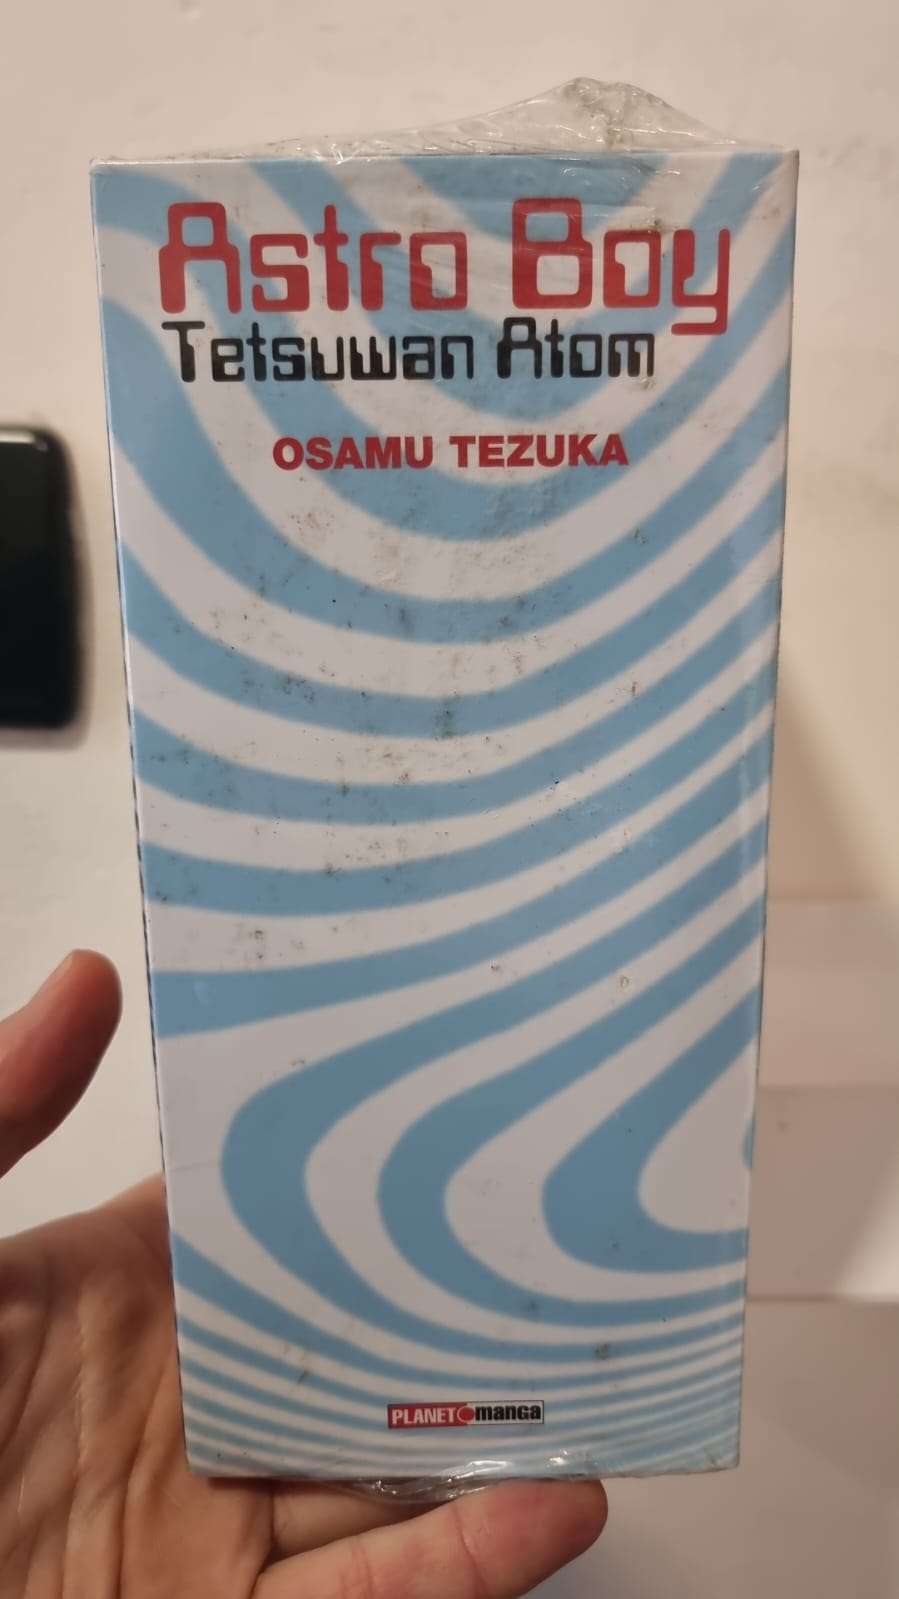 Astro Boy
Tetsuwan Atom
OSAMU TEZUKA
PLANET manga